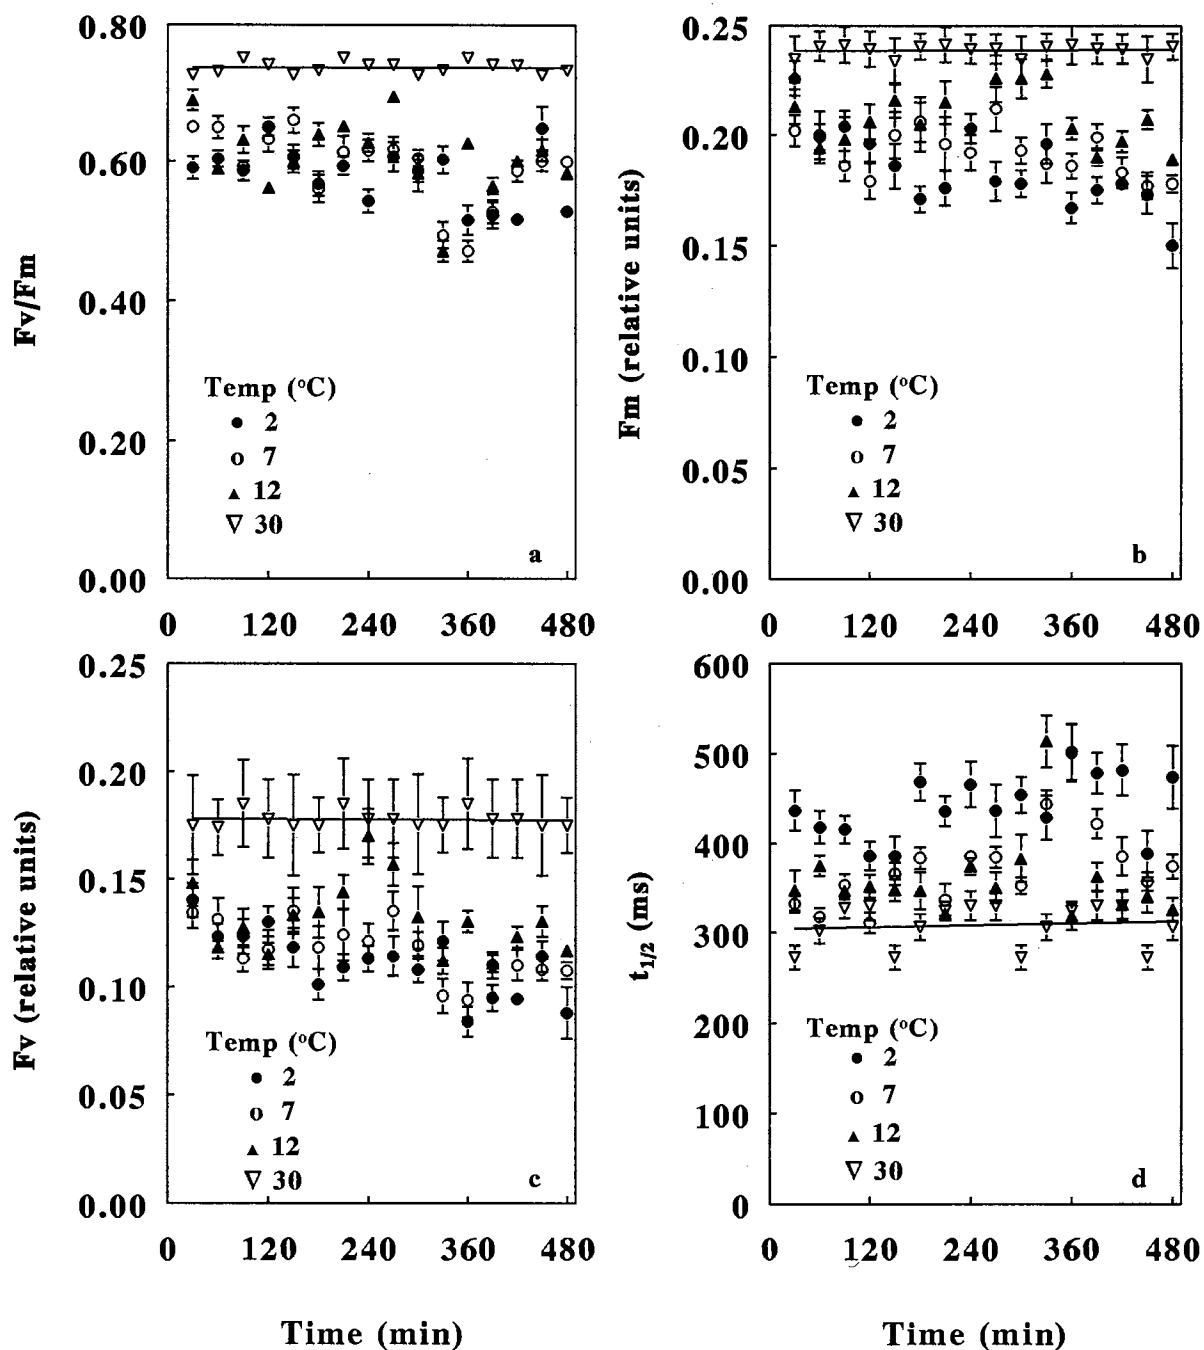 0.80
0.60
0.40
0.20
0.00
Fv/Fm
Temp (°C)
2
7
12
30
a
0 120 240 360 480
0.25
0.20
0.15
0.10
0.05
0.00
Fm (relative units)
Temp (°C)
2
7
12
30
b
0 120 240 360 480
0.25
0.20
0.15
0.10
0.05
0.00
Fv (relative units)
Temp (°C)
2
7
12
30
c
0 120 240 360 480
Time (min)
600
500
400
300
200
100
0
t1/2 (ms)
Temp (°C)
2
7
12
30
d
0 120 240 360 480
Time (min)